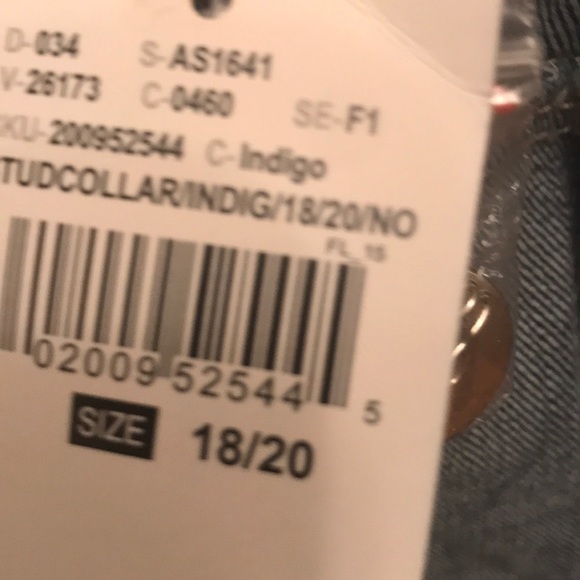 D-034 S-AS1641
V-26173 C-0460 SE-F1
KU-200952544 C-Indigo
TUDCOLLAR/INDIG/18/20/NO
FL_15
02009 52544 5
SIZE 18/20